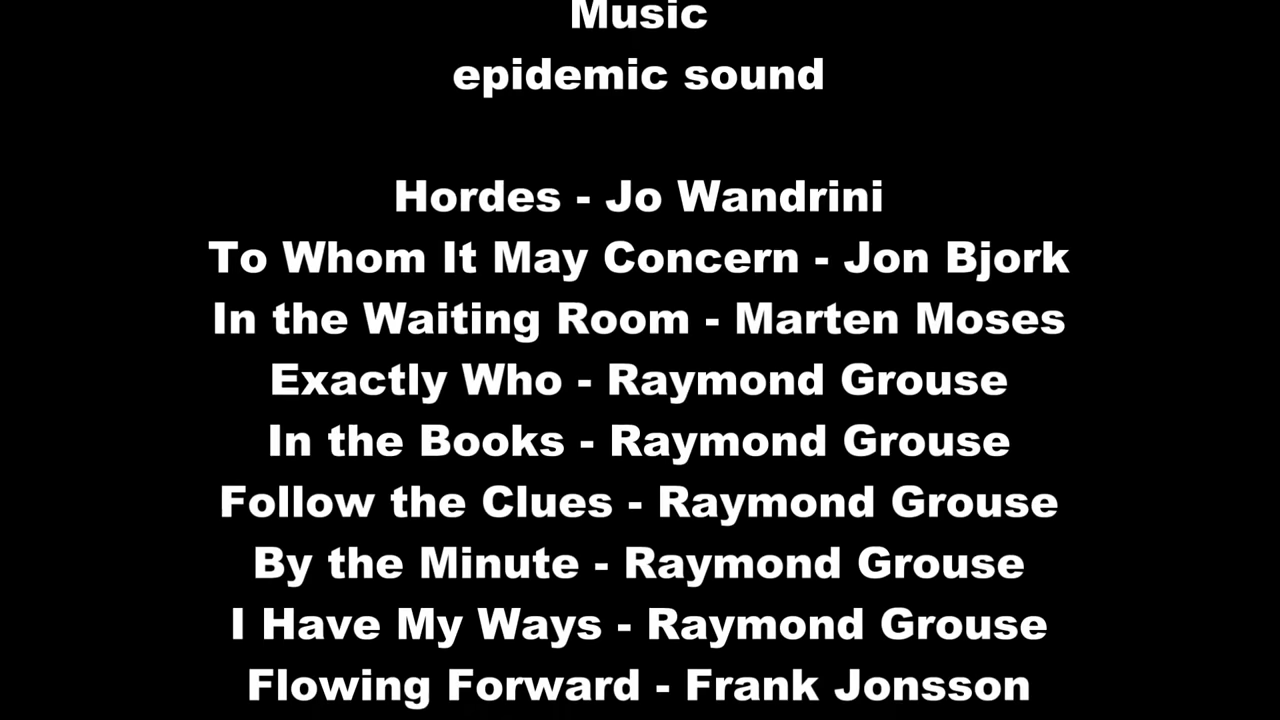 Music
epidemic sound
Hordes - Jo Wandrini
To Whom It May Concern - Jon Bjork
In the Waiting Room - Marten Moses
Exactly Who - Raymond Grouse
In the Books - Raymond Grouse
Follow the Clues - Raymond Grouse
By the Minute - Raymond Grouse
I Have My Ways - Raymond Grouse
Flowing Forward - Frank Jonsson